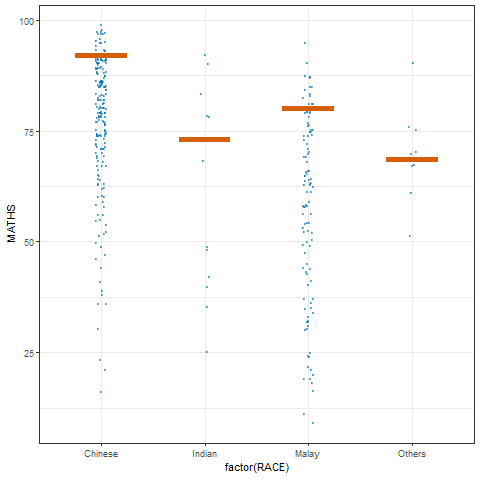 100
75
50
25
MATHS
Chinese
Indian
Malay
Others
factor(RACE)